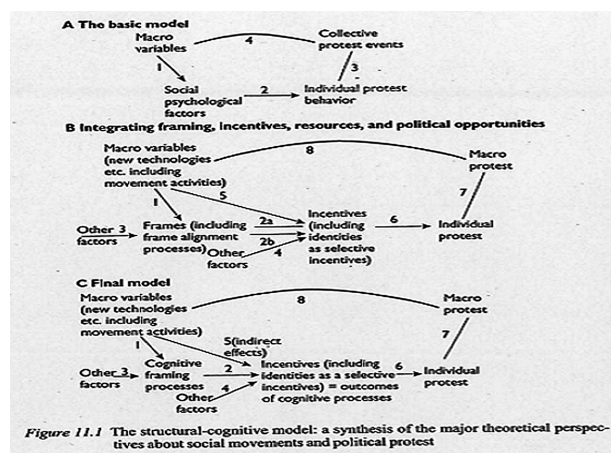 A The basic model
Macro
variables
4
Collective
protest events
1
3
Social
psychological
factors
2
Individual protest
behavior
B Integrating framing, incentives, resources, and political opportunities
Macro variables
(new technologies
etc. including
movement activities)
8
Macro
protest
5
7
1
Other 3
factors
Frames (including
frame alignment
processes)
2a
2b
Other 4
factors
Incentives
(including
identities
as selective
incentives)
6
Individual
protest
C Final model
Macro variables
(new technologies
etc. including
movement activities)
8
Macro
protest
5(indirect
effects)
7
1
Other 3
factors
Cognitive
framing
processes
2
4
Other
factors
Incentives (including
identities as a selective
incentives) = outcomes
of cognitive processes
6
Individual
protest
Figure 11.1 The structural-cognitive model: a synthesis of the major theoretical perspec-
tives about social movements and political protest